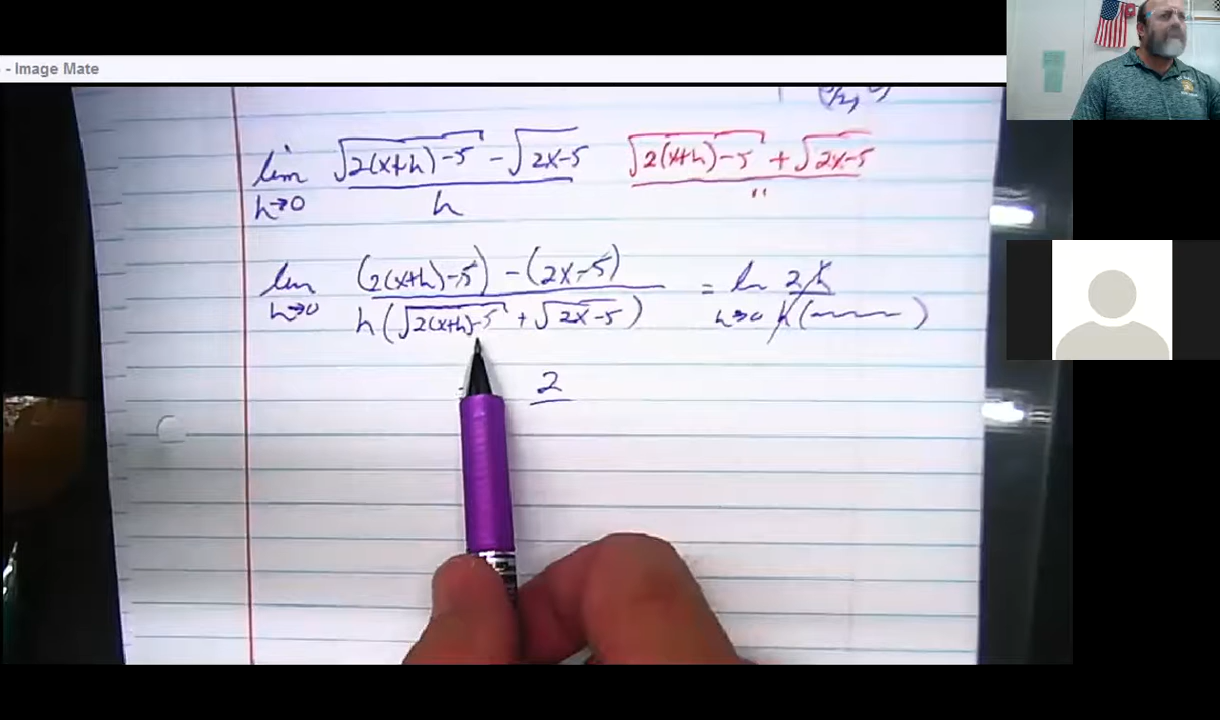 - Image Mate
lim h→0 (√(2(x+h)-5) - √(2x-5))/h (√(2(x+h)-5) + √(2x-5))/"
lim h→0 ((2(x+h)-5) - (2x-5))/(h(√(2(x+h)-5) + √(2x-5))) = lim h→0 2h/(h( ))
= 2